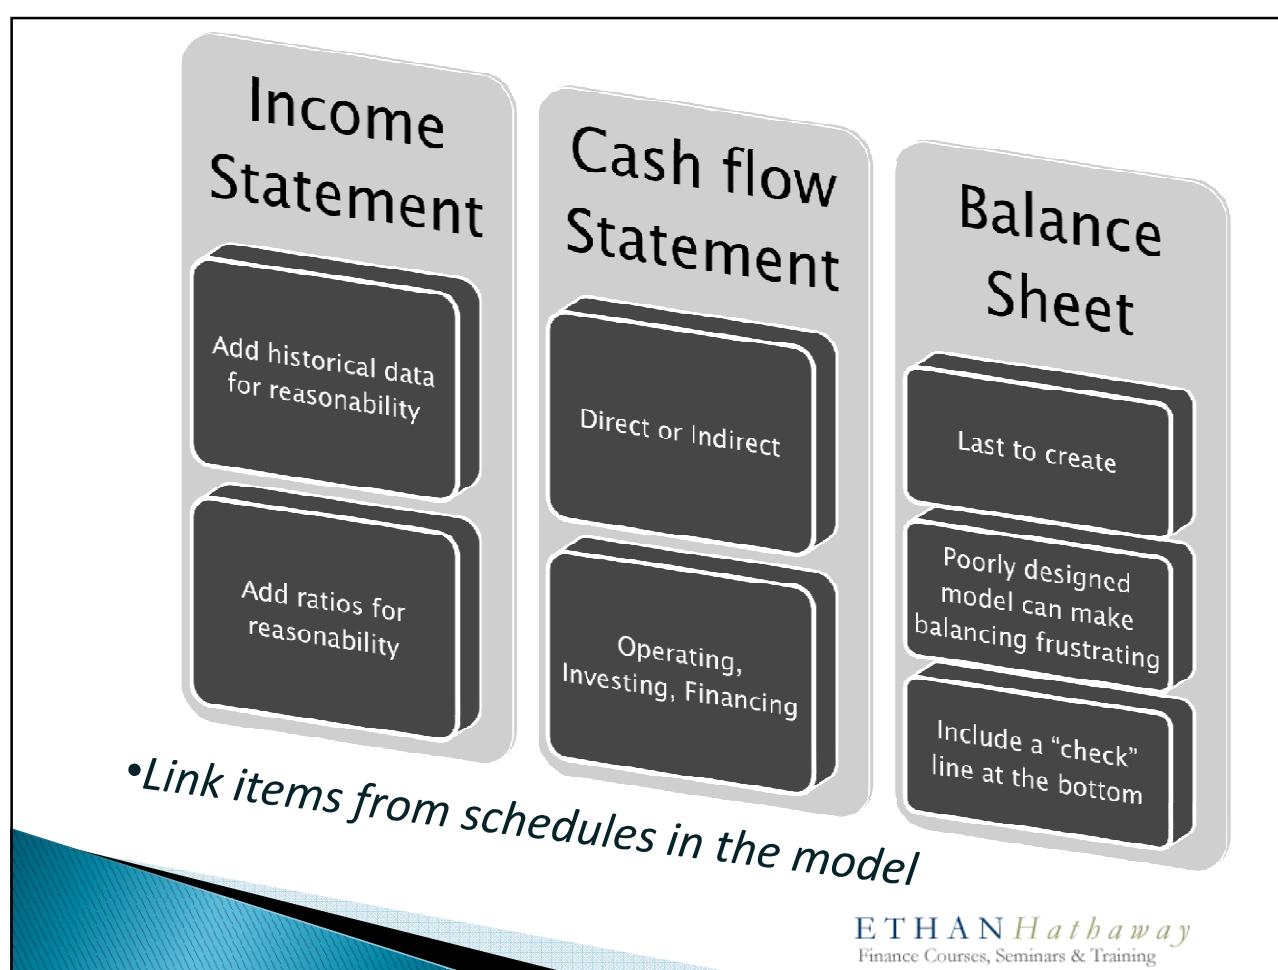 Income
Statement
Add historical data
for reasonability
Add ratios for
reasonability
Cash flow
Statement
Direct or Indirect
Operating,
Investing, Financing
Balance
Sheet
Last to create
Poorly designed
model can make
balancing frustrating
Include a “check”
line at the bottom
•Link items from schedules in the model
ETHAN Hathaway
Finance Courses, Seminars & Training